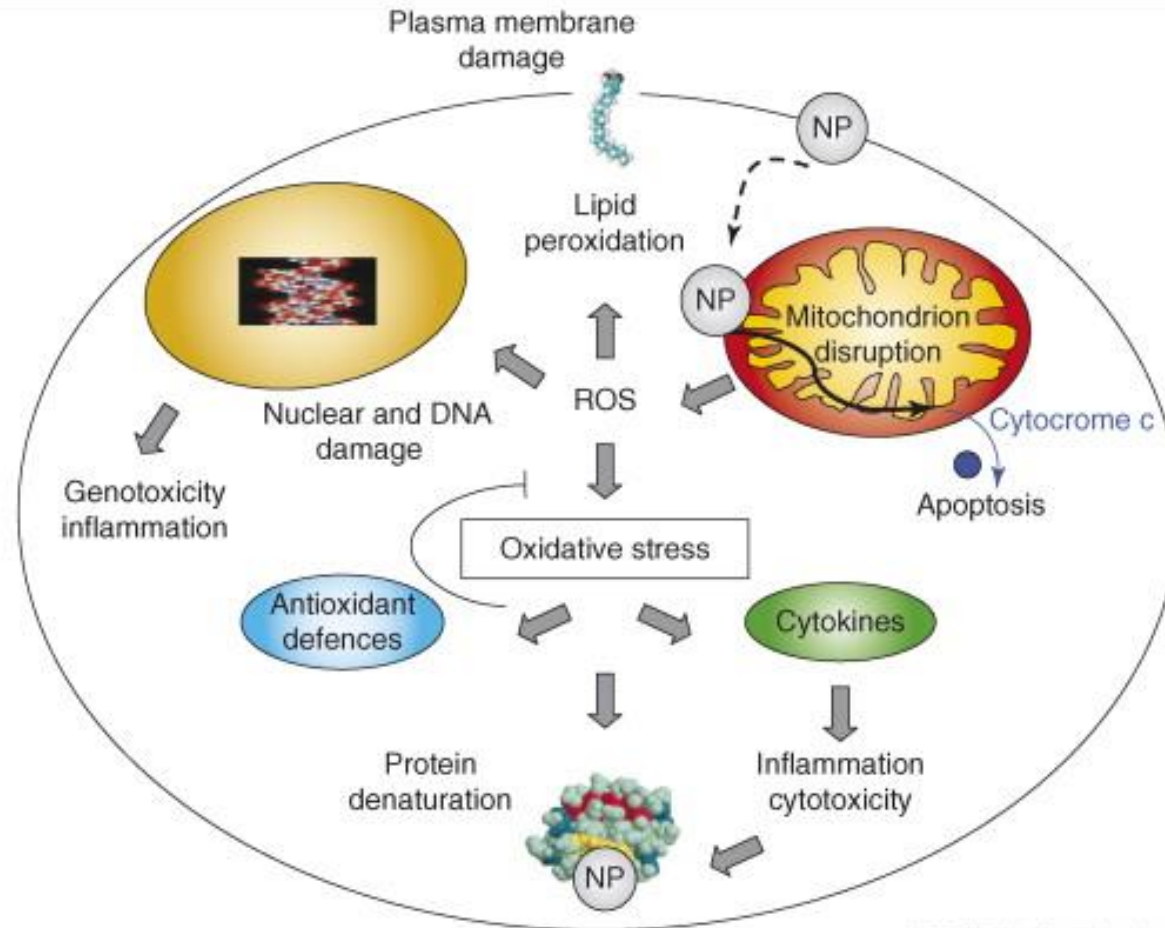 Plasma membrane
damage
NP
Lipid
peroxidation
NP
Mitochondrion
disruption
ROS
Nuclear and DNA
damage
Cytocrome c
Genotoxicity
inflammation
Apoptosis
Oxidative stress
Antioxidant
defences
Cytokines
Protein
denaturation
Inflammation
cytotoxicity
NP